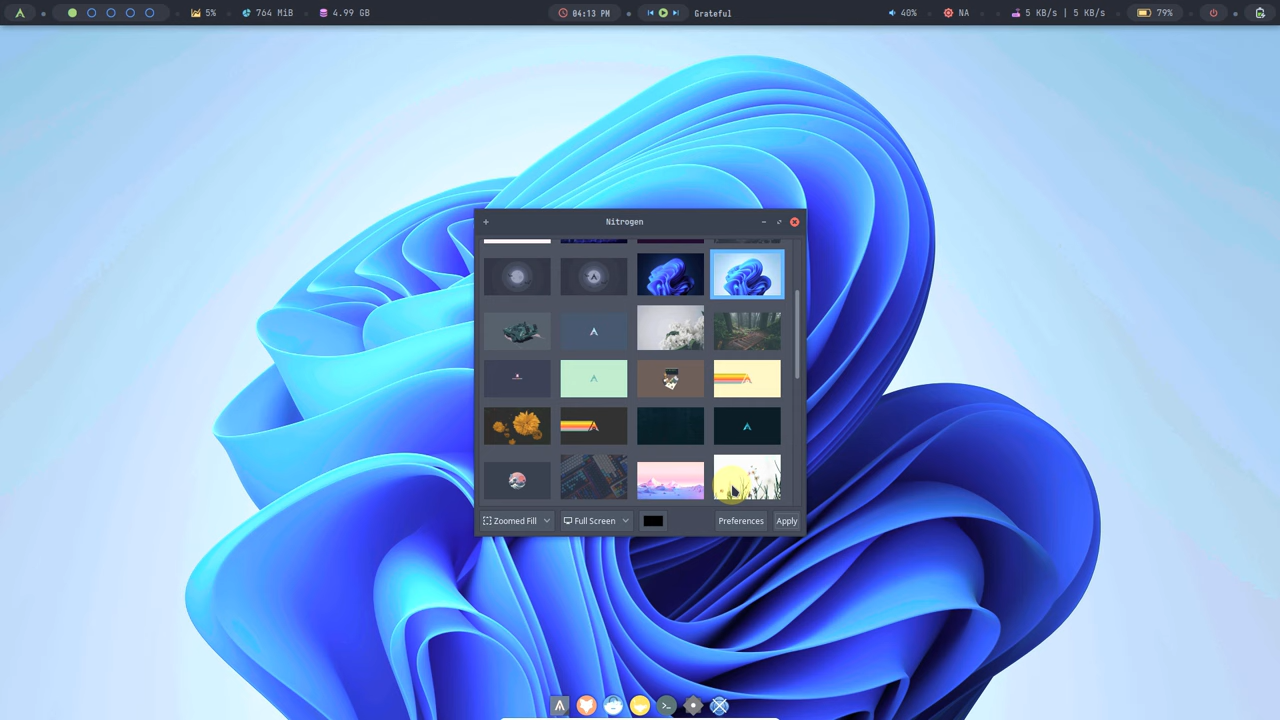 5% 764 MiB 4.99 GB 04:13 PM Grateful 40% NA 5 KB/s | 5 KB/s 79%
Nitrogen
Zoomed Fill Full Screen Preferences Apply